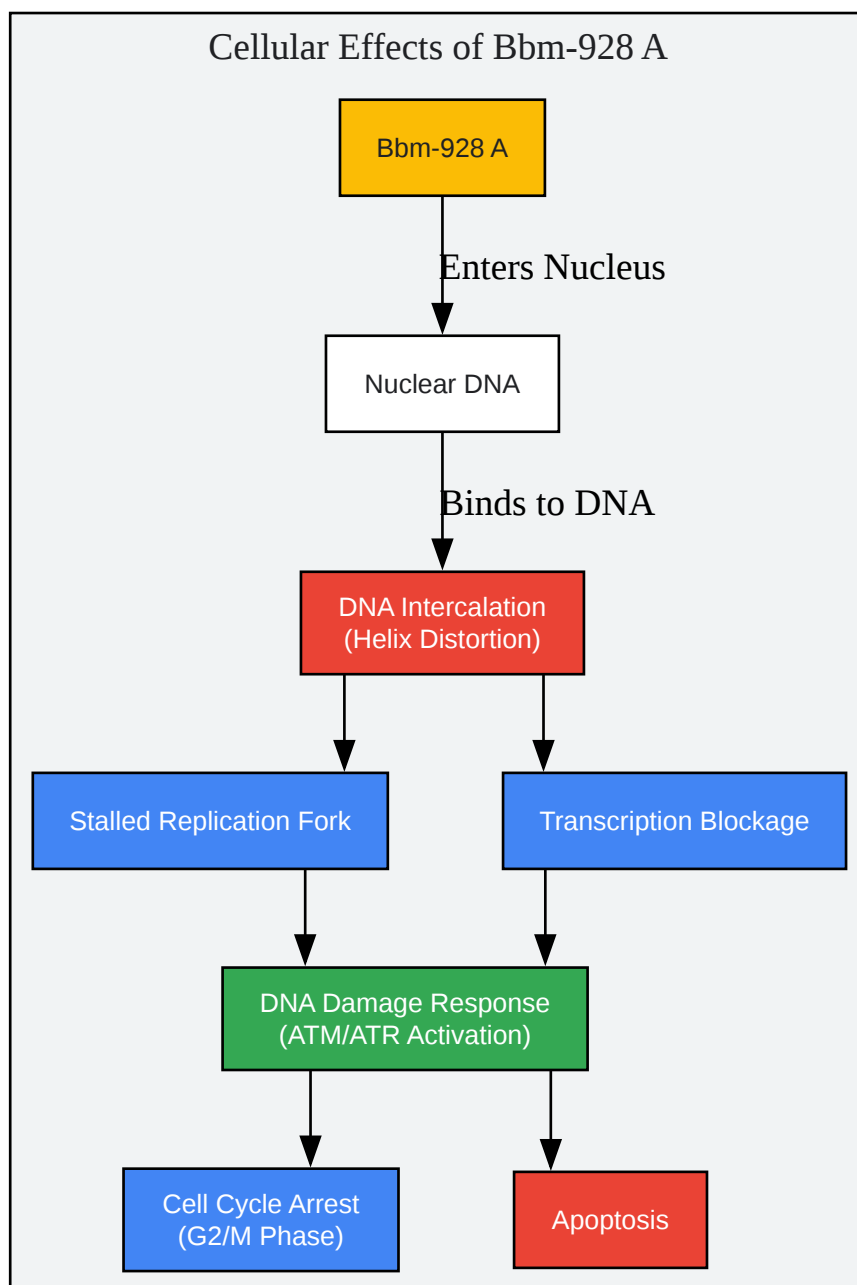 Cellular Effects of Bbm-928 A
Bbm-928 A
Enters Nucleus
Nuclear DNA
Binds to DNA
DNA Intercalation
(Helix Distortion)
Stalled Replication Fork
Transcription Blockage
DNA Damage Response
(ATM/ATR Activation)
Cell Cycle Arrest
(G2/M Phase)
Apoptosis